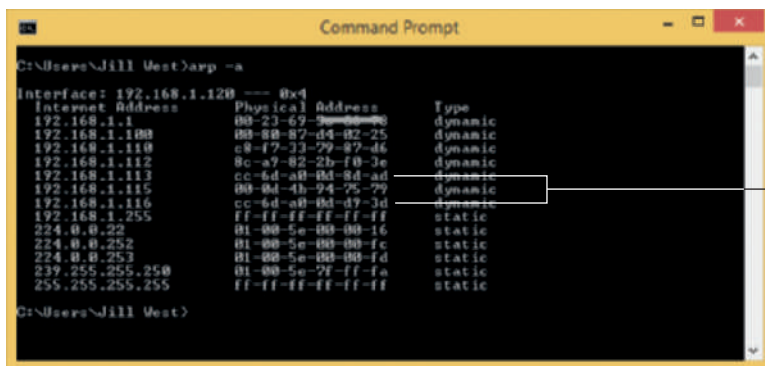 Command Prompt
C:\Users\Jill West>arp -a
Interface: 192.168.1.120 --- 0x4
Internet Address Physical Address Type
192.168.1.1 00-23-69- dynamic
192.168.1.100 00-80-87-d4-02-25 dynamic
192.168.1.110 c8-f7-33-79-87-d6 dynamic
192.168.1.112 8c-a9-82-2b-f0-3e dynamic
192.168.1.113 cc-6d-a0-0d-8d-ad dynamic
192.168.1.115 00-0d-4b-94-75-79 dynamic
192.168.1.116 cc-6d-a0-0d-d7-3d dynamic
192.168.1.255 ff-ff-ff-ff-ff-ff static
224.0.0.22 01-00-5e-00-00-16 static
224.0.0.252 01-00-5e-00-00-fc static
224.0.0.253 01-00-5e-00-00-fd static
239.255.255.250 01-00-5e-7f-ff-fa static
255.255.255.255 ff-ff-ff-ff-ff-ff static
C:\Users\Jill West>